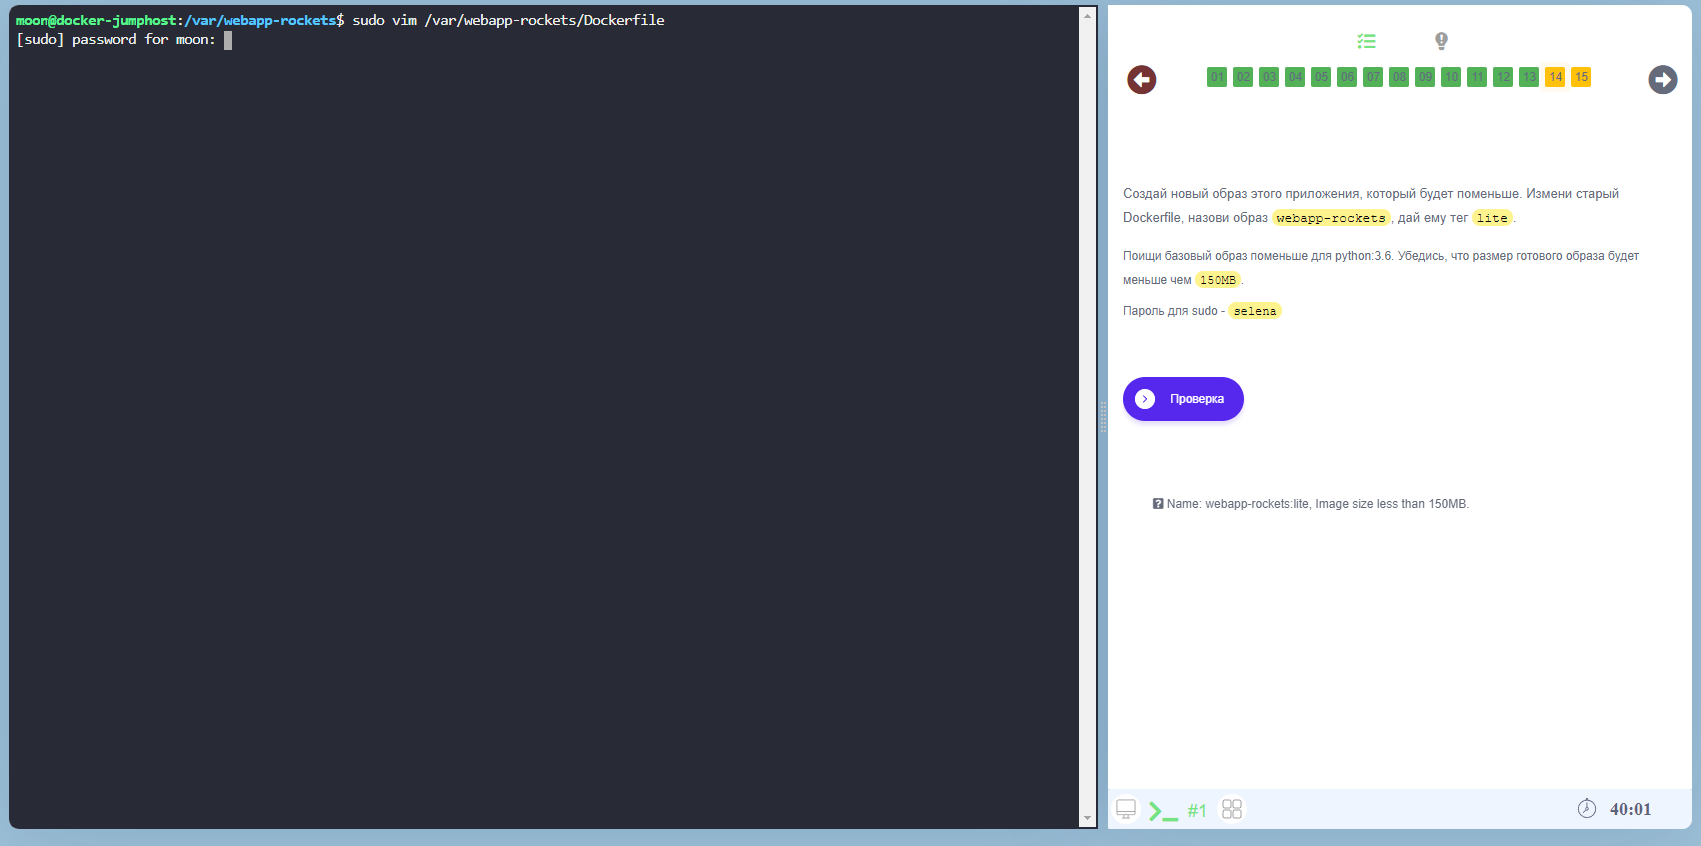 moon@docker-jumphost:/var/webapp-rockets$ sudo vim /var/webapp-rockets/Dockerfile
[sudo] password for moon:
01 02 03 04 05 06 07 08 09 10 11 12 13 14 15
Создай новый образ этого приложения, который будет поменьше. Измени старый
Dockerfile, назови образ webapp-rockets, дай ему тег lite.
Поищи базовый образ поменьше для python:3.6. Убедись, что размер готового образа будет
меньше чем 150MB.
Пароль для sudo - selena
Проверка
Name: webapp-rockets:lite, Image size less than 150MB.
#1
40:01